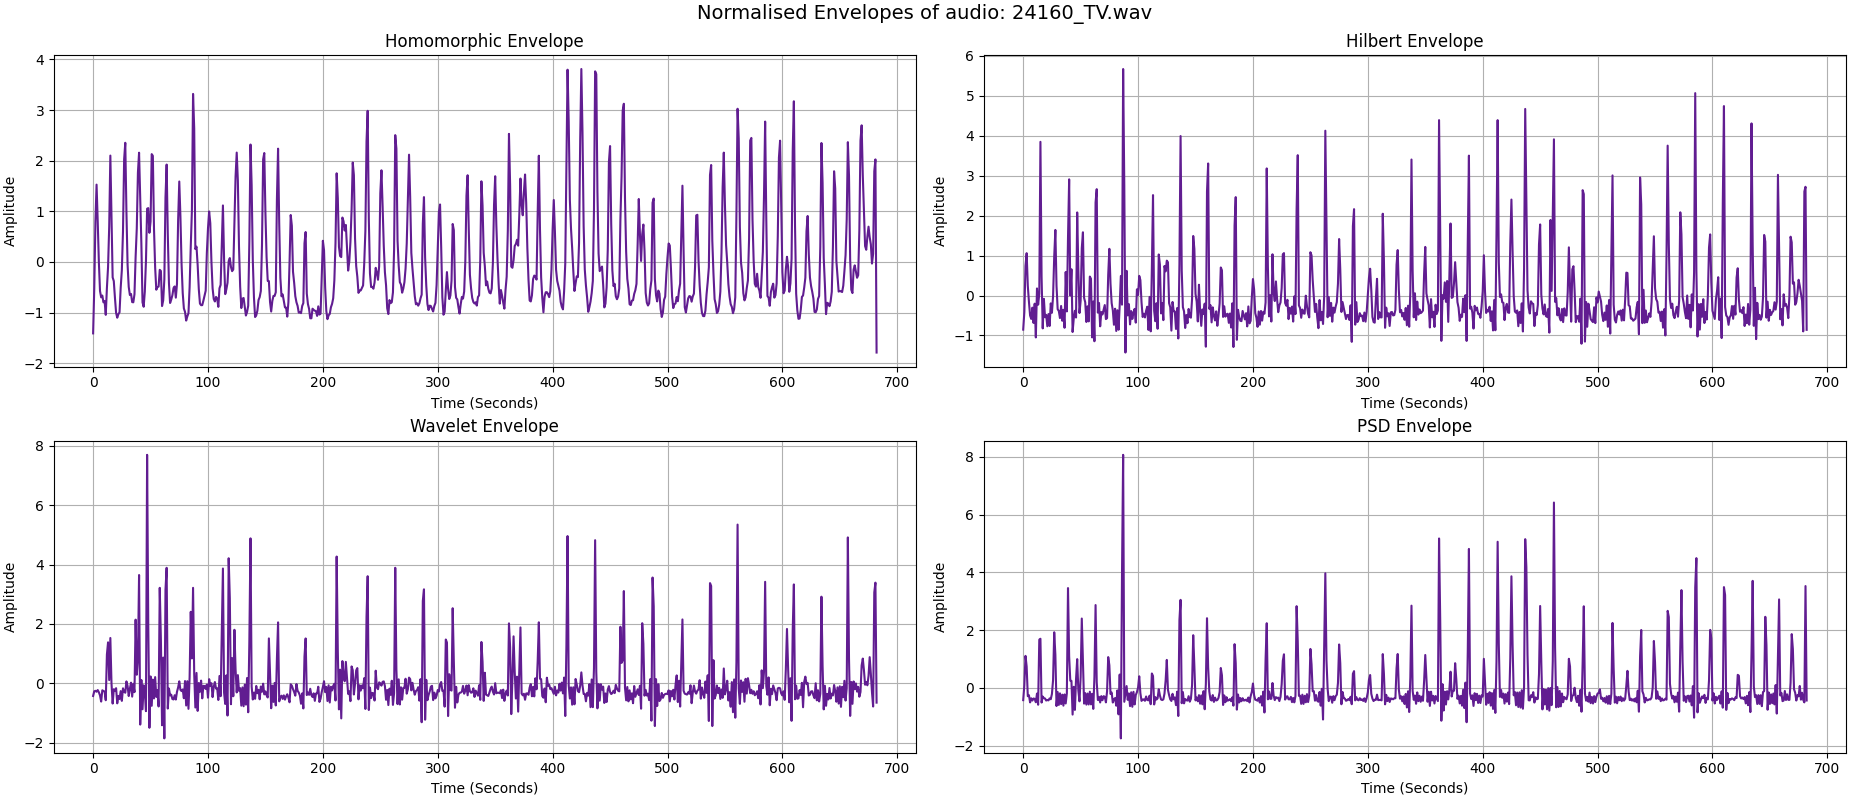 Normalised Envelopes of audio: 24160_TV.wav
Homomorphic Envelope
Amplitude
4
3
2
1
0
−1
−2
0 100 200 300 400 500 600 700
Time (Seconds)
Hilbert Envelope
Amplitude
6
5
4
3
2
1
0
−1
0 100 200 300 400 500 600 700
Time (Seconds)
Wavelet Envelope
Amplitude
8
6
4
2
0
−2
0 100 200 300 400 500 600 700
Time (Seconds)
PSD Envelope
Amplitude
8
6
4
2
0
−2
0 100 200 300 400 500 600 700
Time (Seconds)